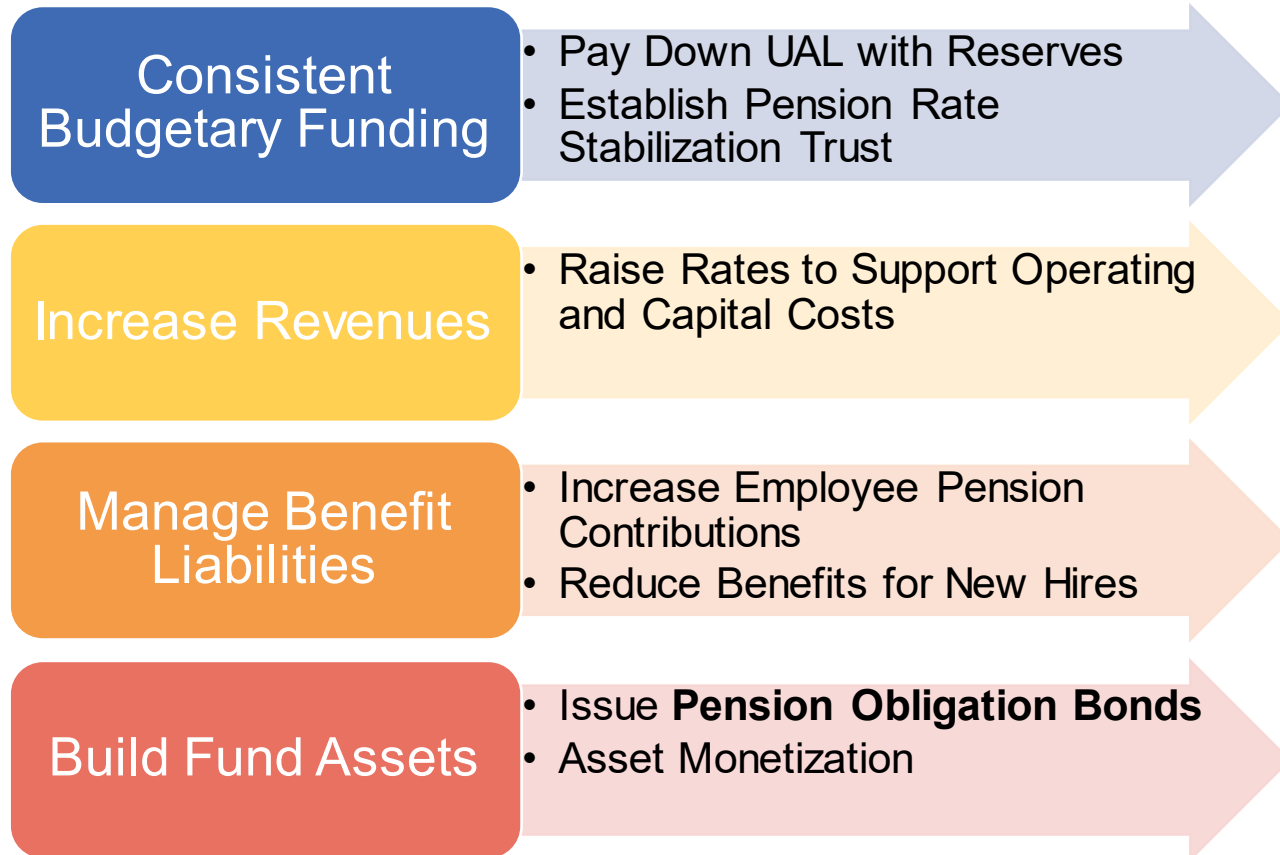 Consistent
Budgetary Funding
• Pay Down UAL with Reserves
• Establish Pension Rate
Stabilization Trust
Increase Revenues
• Raise Rates to Support Operating
and Capital Costs
Manage Benefit
Liabilities
• Increase Employee Pension
Contributions
• Reduce Benefits for New Hires
Build Fund Assets
• Issue Pension Obligation Bonds
• Asset Monetization